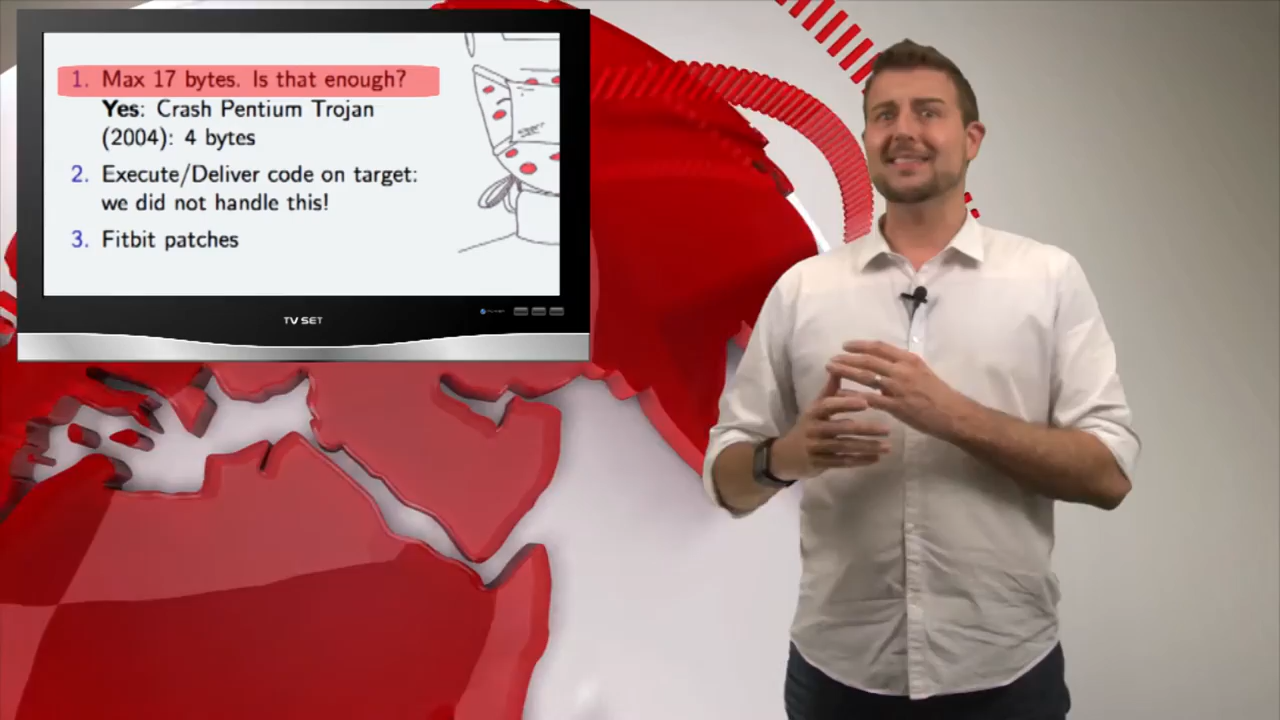 1. Max 17 bytes. Is that enough?
Yes: Crash Pentium Trojan
(2004): 4 bytes
2. Execute/Deliver code on target:
we did not handle this!
3. Fitbit patches
TV SET